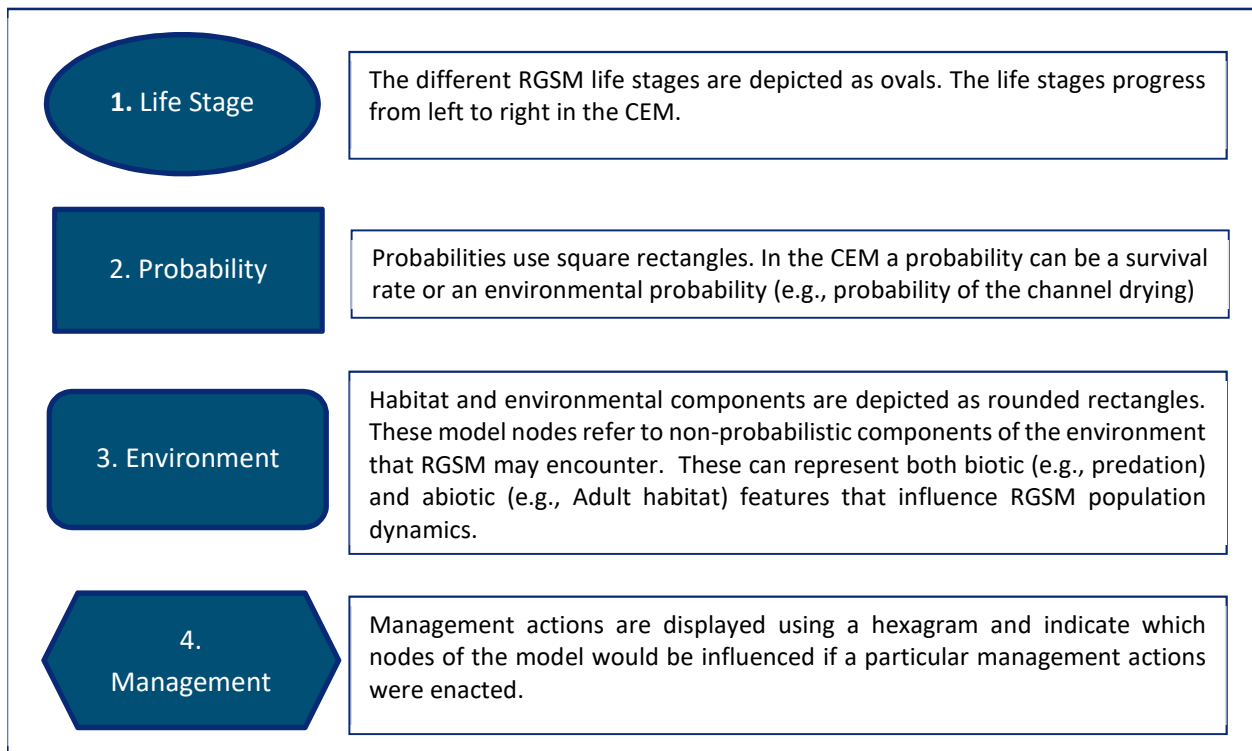 1. Life Stage
The different RGSM life stages are depicted as ovals. The life stages progress
from left to right in the CEM.
2. Probability
Probabilities use square rectangles. In the CEM a probability can be a survival
rate or an environmental probability (e.g., probability of the channel drying)
3. Environment
Habitat and environmental components are depicted as rounded rectangles.
These model nodes refer to non-probabilistic components of the environment
that RGSM may encounter. These can represent both biotic (e.g., predation)
and abiotic (e.g., Adult habitat) features that influence RGSM population
dynamics.
4.
Management
Management actions are displayed using a hexagram and indicate which
nodes of the model would be influenced if a particular management actions
were enacted.